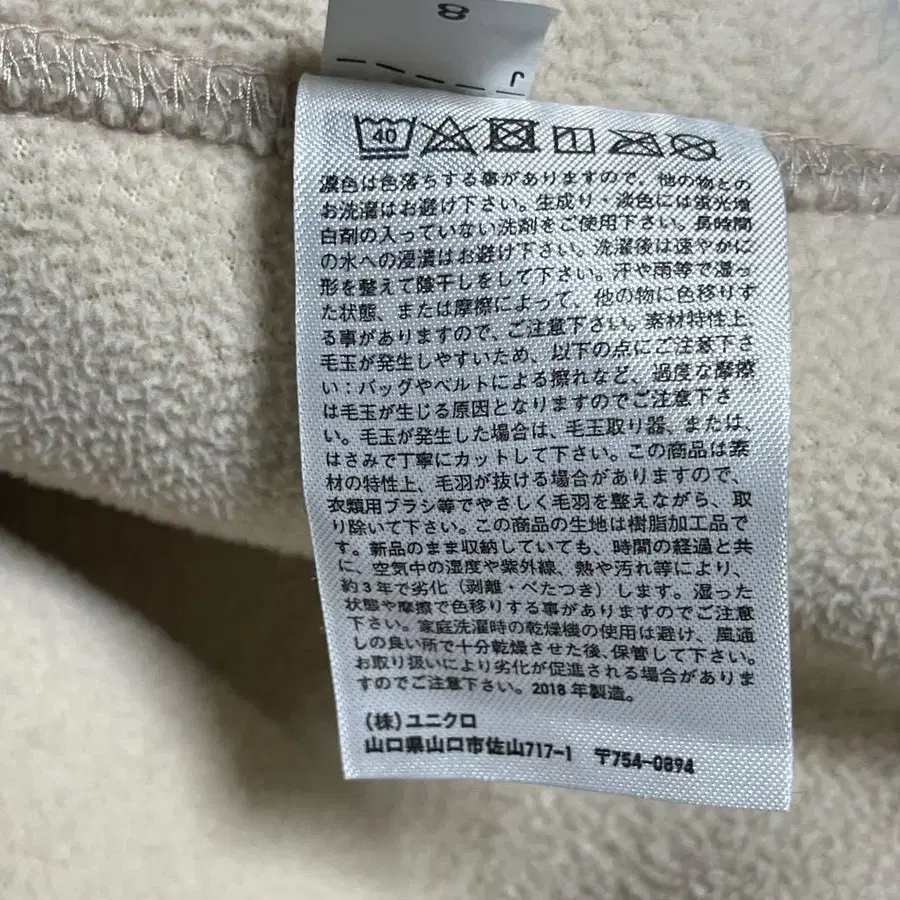 8
J
40
濃色は色落ちする事がありますので、他の物との
お洗濯はお避け下さい。生成り・淡色には蛍光増
白剤の入っていない洗剤をご使用下さい。長時間
の水への浸漬はお避け下さい。洗濯後は速やかに
形を整えて陰干しをして下さい。汗や雨等で湿っ
た状態、または摩擦によって、他の物に色移りす
る事がありますので、ご注意下さい。素材特性上、
毛玉が発生しやすいため、以下の点にご注意下さ
い：バッグやベルトによる擦れなど、過度な摩擦
は毛玉が生じる原因となりますのでご注意下さ
い。毛玉が発生した場合は、毛玉取り器、または、
はさみで丁寧にカットして下さい。この商品は素
材の特性上、毛羽が抜ける場合がありますので、
衣類用ブラシ等でやさしく毛羽を整えながら、取
り除いて下さい。この商品の生地は樹脂加工品で
す。新品のまま収納していても、時間の経過と共
に、空気中の湿度や紫外線、熱や汚れ等により、
約3年で劣化（剥離・べたつき）します。湿った
状態や摩擦で色移りする事がありますのでご注意
下さい。家庭洗濯時の乾燥機の使用は避け、風通
しの良い所で十分乾燥させた後、保管して下さい。
お取り扱いにより劣化が促進される場合がありま
すのでご注意下さい。2018年製造。
(株)ユニクロ
山口県山口市佐山717-1 〒754-0894